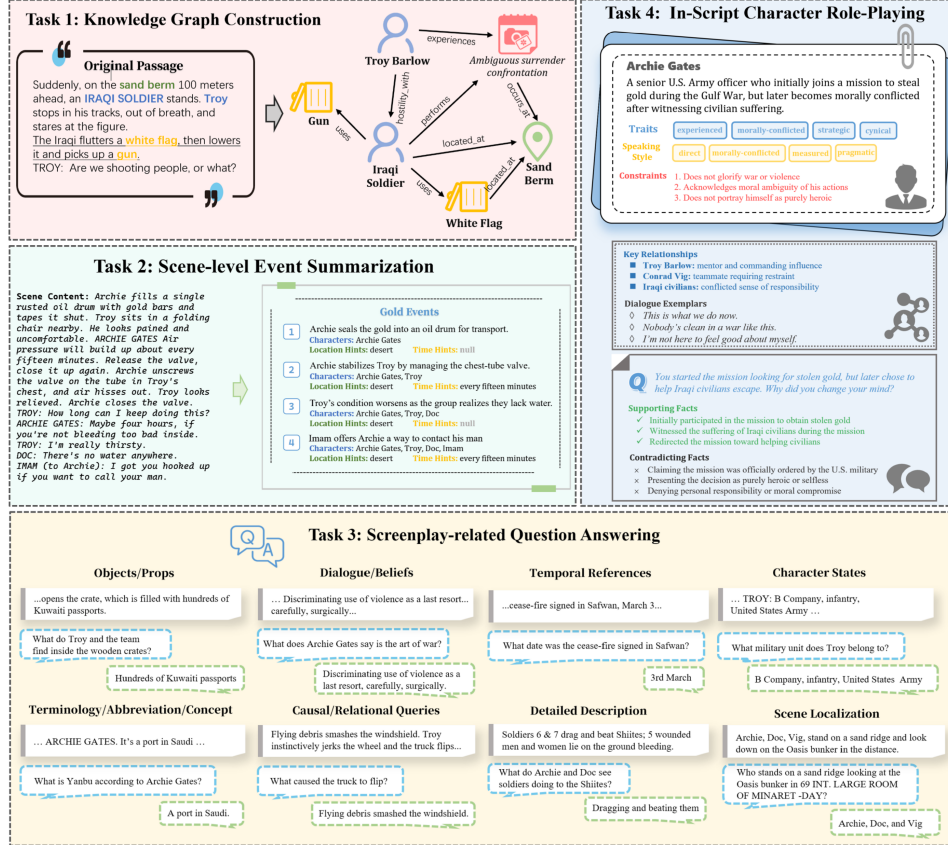 Task 1: Knowledge Graph Construction
Original Passage
Suddenly, on the sand berm 100 meters
ahead, an IRAQI SOLDIER stands. Troy
stops in his tracks, out of breath, and
stares at the figure.
The Iraqi flutters a white flag, then lowers
it and picks up a gun.
TROY: Are we shooting people, or what?
Troy Barlow
experiences
Ambiguous surrender
confrontation
hostility_with
performs
occurs_at
Gun
uses
located_at
Iraqi
Soldier
Sand
Berm
uses
located_at
White Flag
Task 2: Scene-level Event Summarization
Scene Content: Archie fills a single
rusted oil drum with gold bars and
tapes it shut. Troy sits in a folding
chair nearby. He looks pained and
uncomfortable. ARCHIE GATES Air
pressure will build up about every
fifteen minutes. Release the valve,
close it up again. Archie unscrews
the valve on the tube in Troy's
chest, and air hisses out. Troy looks
relieved. Archie closes the valve.
TROY: How long can I keep doing this?
ARCHIE GATES: Maybe four hours, if
you're not bleeding too bad inside.
TROY: I'm really thirsty.
DOC: There's no water anywhere.
IMAM (to Archie): I got you hooked up
if you want to call your man.
Gold Events
1
Archie seals the gold into an oil drum for transport.
Characters: Archie Gates
Location Hints: desert Time Hints: null
2
Archie stabilizes Troy by managing the chest-tube valve.
Characters: Archie Gates, Troy
Location Hints: desert Time Hints: every fifteen minutes
3
Troy's condition worsens as the group realizes they lack water.
Characters: Archie Gates, Troy, Doc
Location Hints: desert Time Hints: null
4
Imam offers Archie a way to contact his man
Characters: Archie Gates, Troy, Doc, Imam
Location Hints: desert Time Hints: every fifteen minutes
Task 4: In-Script Character Role-Playing
Archie Gates
A senior U.S. Army officer who initially joins a mission to steal
gold during the Gulf War, but later becomes morally conflicted
after witnessing civilian suffering.
Traits experienced morally-conflicted strategic cynical
Speaking
Style
direct morally-conflicted measured pragmatic
Constraints 1. Does not glorify war or violence
2. Acknowledges moral ambiguity of his actions
3. Does not portray himself as purely heroic
Key Relationships
Troy Barlow: mentor and commanding influence
Conrad Vig: teammate requiring restraint
Iraqi civilians: conflicted sense of responsibility
Dialogue Exemplars
◊ This is what we do now.
◊ Nobody's clean in a war like this.
◊ I'm not here to feel good about myself.
Q You started the mission looking for stolen gold, but later chose to
help Iraqi civilians escape. Why did you change your mind?
Supporting Facts
✓ Initially participated in the mission to obtain stolen gold
✓ Witnessed the suffering of Iraqi civilians during the mission
✓ Redirected the mission toward helping civilians
Contradicting Facts
× Claiming the mission was officially ordered by the U.S. military
× Presenting the decision as purely heroic or selfless
× Denying personal responsibility or moral compromise
Q A
Task 3: Screenplay-related Question Answering
Objects/Props
...opens the crate, which is filled with hundreds of
Kuwaiti passports.
What do Troy and the team
find inside the wooden crates?
Hundreds of Kuwaiti passports
Dialogue/Beliefs
... Discriminating use of violence as a last resort...
carefully, surgically...
What does Archie Gates say is the art of war?
Discriminating use of violence as a
last resort, carefully, surgically.
Temporal References
...cease-fire signed in Safwan, March 3...
What date was the cease-fire signed in Safwan?
3rd March
Character States
... TROY: B Company, infantry,
United States Army ...
What military unit does Troy belong to?
B Company, infantry, United States Army
Terminology/Abbreviation/Concept
... ARCHIE GATES. It's a port in Saudi ...
What is Yanbu according to Archie Gates?
A port in Saudi.
Causal/Relational Queries
Flying debris smashes the windshield. Troy
instinctively jerks the wheel and the truck flips...
What caused the truck to flip?
Flying debris smashed the windshield.
Detailed Description
Soldiers 6 & 7 drag and beat Shiites; 5 wounded
men and women lie on the ground bleeding.
What do Archie and Doc see
soldiers doing to the Shiites?
Dragging and beating them
Scene Localization
Archie, Doc, Vig, stand on a sand ridge and look
down on the Oasis bunker in the distance.
Who stands on a sand ridge looking at the
Oasis bunker in 69 INT. LARGE ROOM
OF MINARET -DAY?
Archie, Doc, and Vig